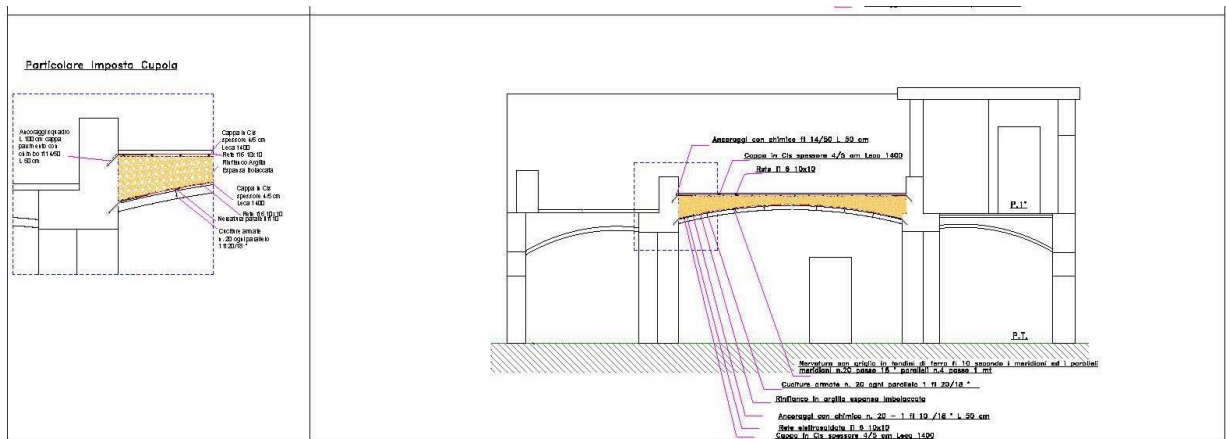 Particolare Imposta Cupola
Ancoraggi squadro
L 100 cm cappa
pavimento con
L 50 cm
Cappa in Cls
spessore 4/5 cm
Leca 1400
Rete fi 6 10x10
Rinfianco Argilla
Espansa Boiaccata
Cappa in Cls
spessore 4/5 cm
Leca 1400
Rete fi 6 10x10
Cuciture armate
n. 20 ogni parallelo
1 fi 20/18 °
Ancoraggi con chimico fi 14/50 L 50 cm
Cappa in Cls spessore 4/5 cm Leca 1400
Rete fi 6 10x10
P.1°
P.T.
Nervatura con griglia in tondini di ferro fi 10 secondo i meridiani ed i paralleli
meridiani n.20 passo 18 ° paralleli n.4 passo 1 mt
Cuciture armate n. 20 ogni parallelo 1 fi 20/18 °
Rinfianco in argilla espansa imboiaccata
Ancoraggi con chimico n. 20 - 1 fi 10 /18 ° L 50 cm
Rete elettrosaldata fi 6 10x10
Cappa in Cls spessore 4/5 cm Leca 1400